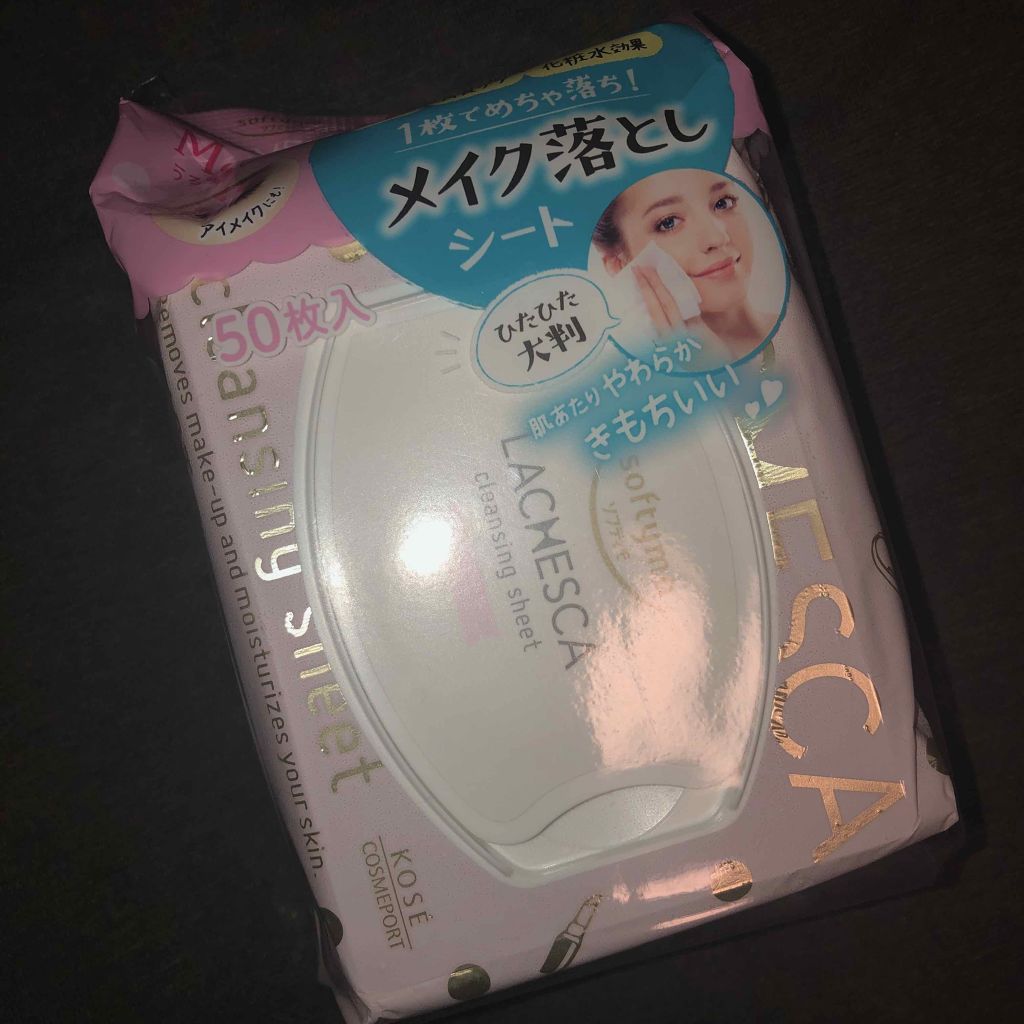 化粧水効果
1枚でめちゃ落ち!
メイク落とし
シート
アイメイクにも!
50枚入
ひたひた
大判
肌あたりやわらか
きもちいい
softymo
ソフティモ
LACMESCA
cleansing sheet
MESCA
cleansing sheet
Removes make-up and moisturizes your skin.
KOSÉ
COSMEPORT